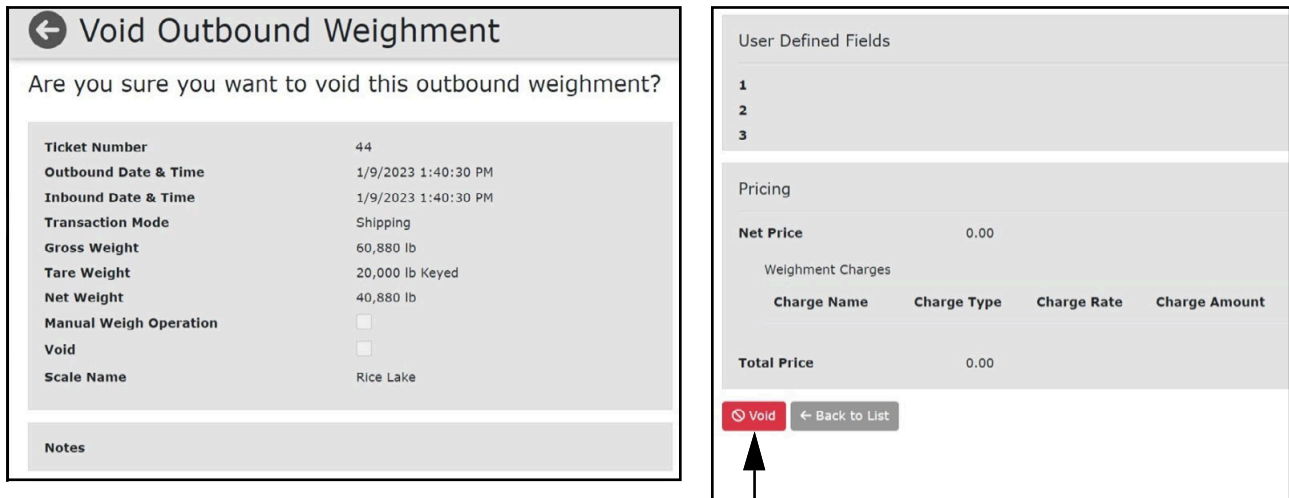 Void Outbound Weighment
Are you sure you want to void this outbound weighment?
Ticket Number 44
Outbound Date & Time 1/9/2023 1:40:30 PM
Inbound Date & Time 1/9/2023 1:40:30 PM
Transaction Mode Shipping
Gross Weight 60,880 lb
Tare Weight 20,000 lb Keyed
Net Weight 40,880 lb
Manual Weigh Operation
Void
Scale Name Rice Lake
Notes
User Defined Fields
1
2
3
Pricing
Net Price 0.00
Weighment Charges
Charge Name Charge Type Charge Rate Charge Amount
Total Price 0.00
Void Back to List